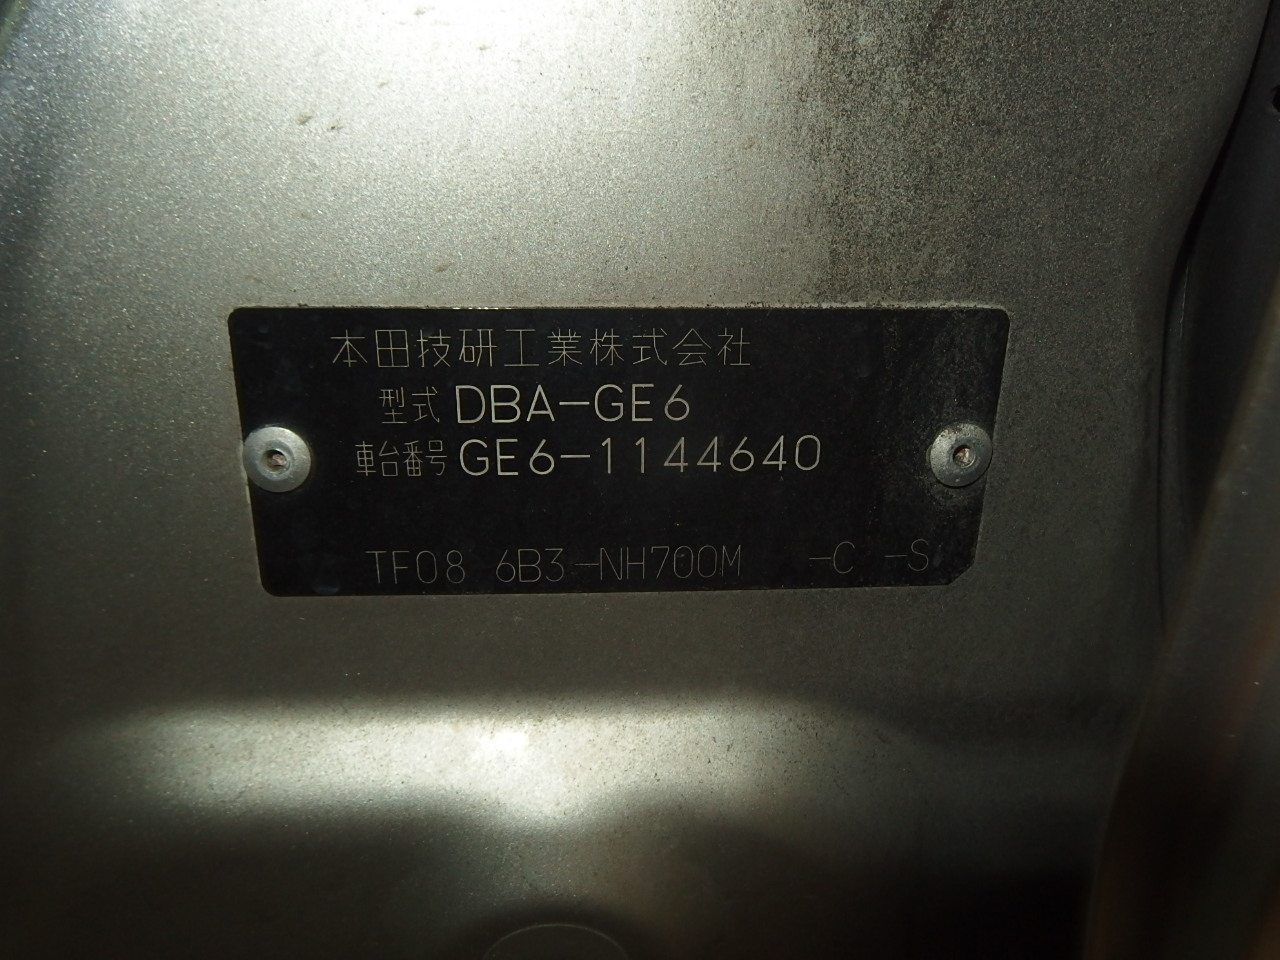 本田技研工業株式会社
型式 DBA-GE6
車台番号 GE6-1144640
TF08 6B3-NH700M -C -S